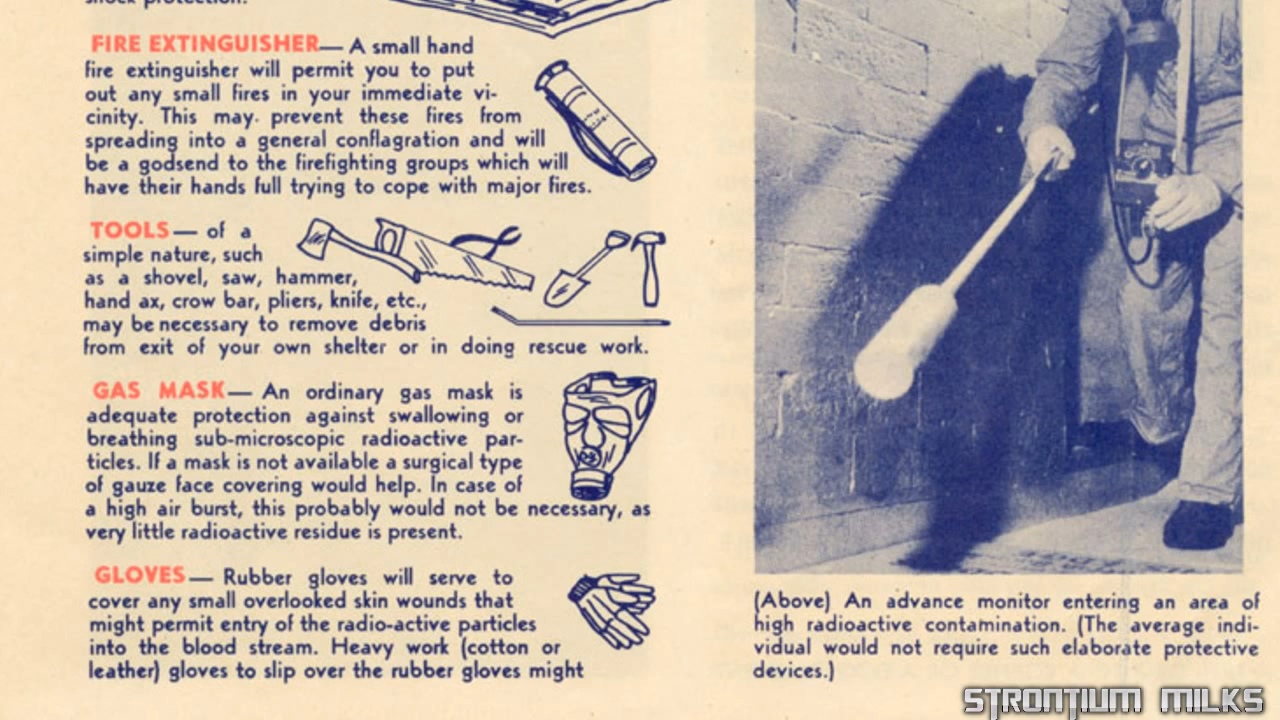 shock protection.
FIRE EXTINGUISHER— A small hand
fire extinguisher will permit you to put
out any small fires in your immediate vi-
cinity. This may prevent these fires from
spreading into a general conflagration and will
be a godsend to the firefighting groups which will
have their hands full trying to cope with major fires.
TOOLS— of a
simple nature, such
as a shovel, saw, hammer,
hand ax, crow bar, pliers, knife, etc.,
may be necessary to remove debris
from exit of your own shelter or in doing rescue work.
GAS MASK— An ordinary gas mask is
adequate protection against swallowing or
breathing sub-microscopic radioactive par-
ticles. If a mask is not available a surgical type
of gauze face covering would help. In case of
a high air burst, this probably would not be necessary, as
very little radioactive residue is present.
GLOVES— Rubber gloves will serve to
cover any small overlooked skin wounds that
might permit entry of the radio-active particles
into the blood stream. Heavy work (cotton or
leather) gloves to slip over the rubber gloves might
(Above) An advance monitor entering an area of
high radioactive contamination. (The average indi-
vidual would not require such elaborate protective
devices.)
STRONTIUM MILKS